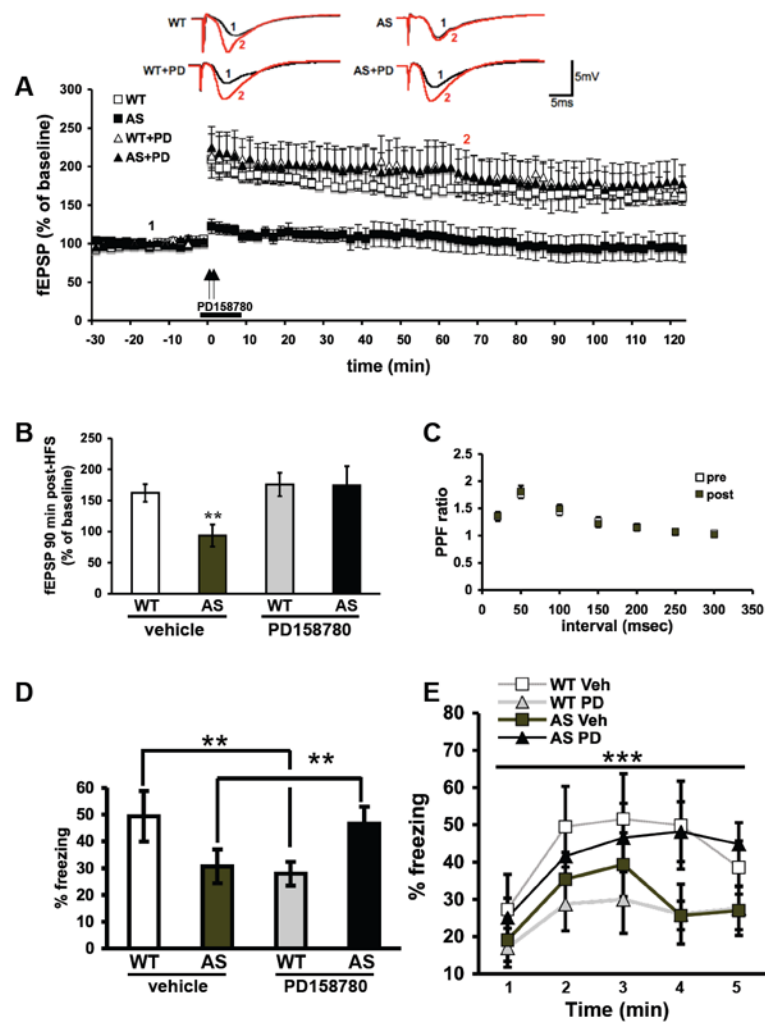 WT 1 2 AS 1 2
WT+PD 1 2 AS+PD 1 2
5mV
5ms
A
WT
AS
WT+PD
AS+PD
fEPSP (% of baseline)
300
250
200
150
100
50
0
1
2
PD158780
-30 -20 -10 0 10 20 30 40 50 60 70 80 90 100 110 120
time (min)
B
fEPSP 90 min post-HFS
(% of baseline)
250
200
150
100
50
0
**
WT AS WT AS
vehicle PD158780
C
PPF ratio
2.5
2
1.5
1
0.5
0
pre
post
0 50 100 150 200 250 300 350
interval (msec)
D
% freezing
60
50
40
30
20
10
0
**
**
WT AS WT AS
vehicle PD158780
E
WT Veh
WT PD
AS Veh
AS PD
***
% freezing
80
70
60
50
40
30
20
10
1 2 3 4 5
Time (min)